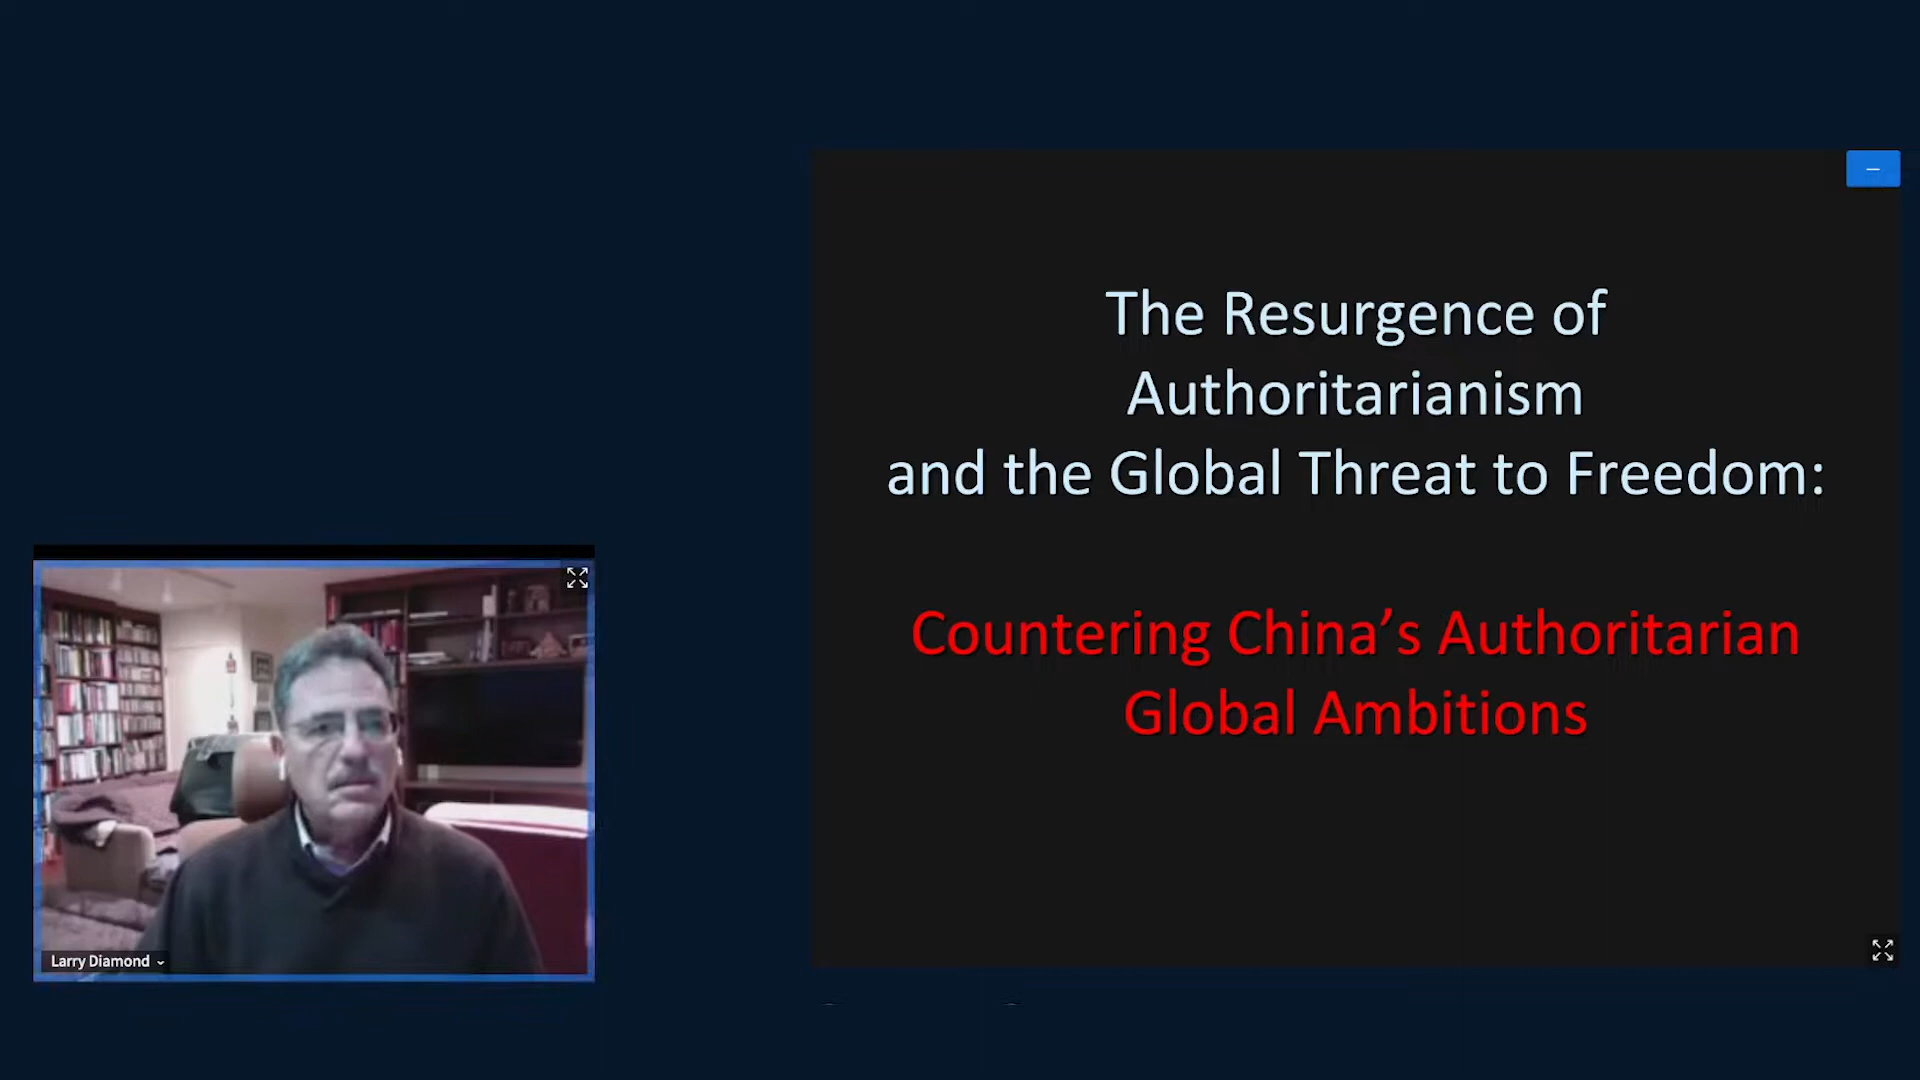 The Resurgence of
Authoritarianism
and the Global Threat to Freedom:
Countering China’s Authoritarian
Global Ambitions
Larry Diamond